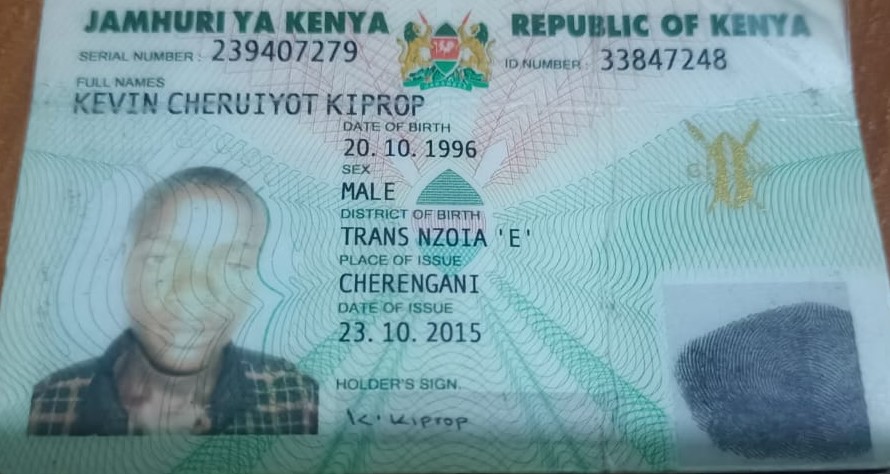 JAMHURI YA KENYA
REPUBLIC OF KENYA
SERIAL NUMBER: 239407279
ID NUMBER: 33847248
FULL NAMES
KEVIN CHERUIYOT KIPROP
DATE OF BIRTH
20. 10. 1996
SEX
MALE
DISTRICT OF BIRTH
TRANS NZOIA 'E'
PLACE OF ISSUE
CHERENGANI
DATE OF ISSUE
23. 10. 2015
HOLDER'S SIGN.
K. Kiprop